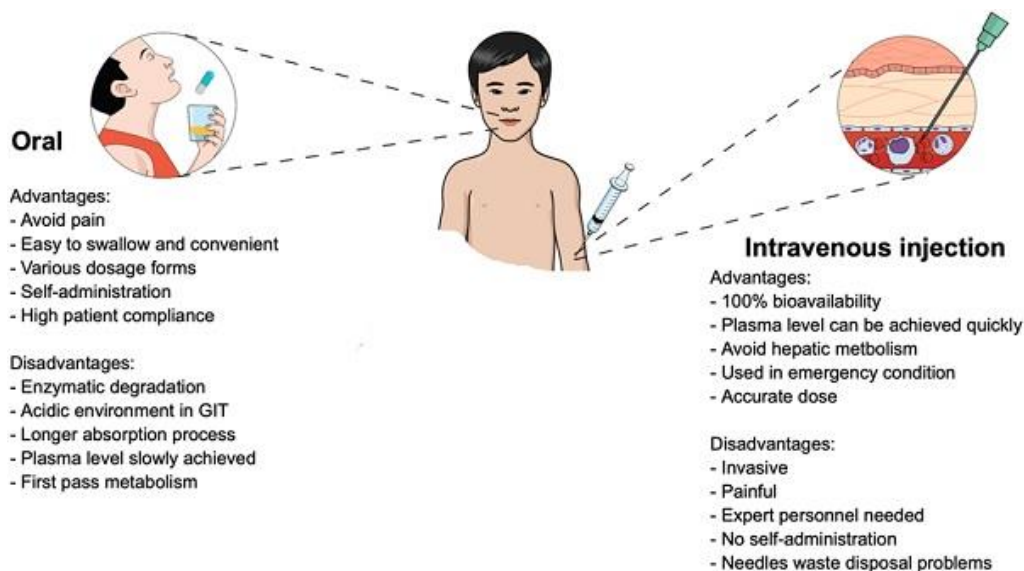 Oral
Advantages:
- Avoid pain
- Easy to swallow and convenient
- Various dosage forms
- Self-administration
- High patient compliance
Disadvantages:
- Enzymatic degradation
- Acidic environment in GIT
- Longer absorption process
- Plasma level slowly achieved
- First pass metabolism
Intravenous injection
Advantages:
- 100% bioavailability
- Plasma level can be achieved quickly
- Avoid hepatic metbolism
- Used in emergency condition
- Accurate dose
Disadvantages:
- Invasive
- Painful
- Expert personnel needed
- No self-administration
- Needles waste disposal problems